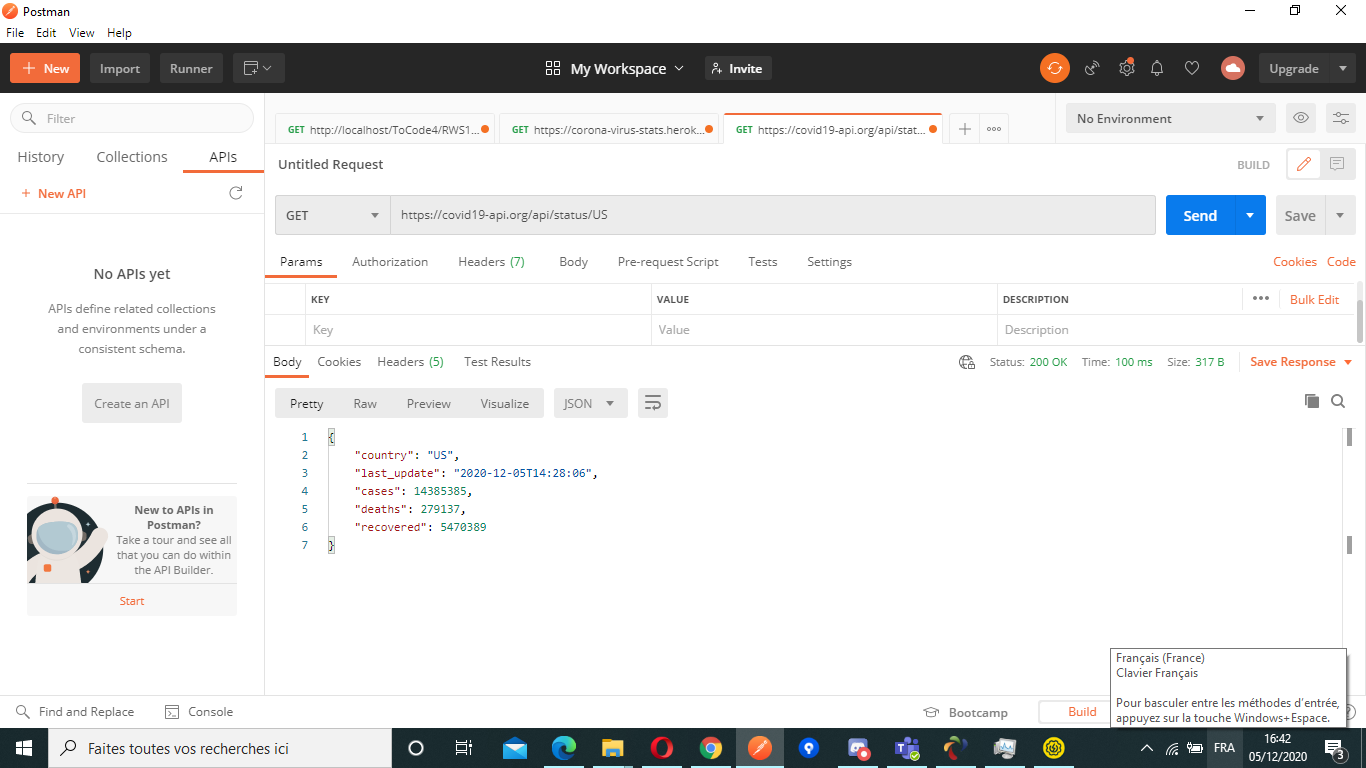 Postman
File Edit View Help
New Import Runner My Workspace Invite Upgrade
Filter
History Collections APIs
New API
No APIs yet
APIs define related collections
and environments under a
consistent schema.
Create an API
New to APIs in
Postman?
Take a tour and see all
that you can do within
the API Builder.
Start
GET http://localhost/ToCode4/RWS1... GET https://corona-virus-stats.herok... GET https://covid19-api.org/api/stat... No Environment
Untitled Request BUILD
GET https://covid19-api.org/api/status/US Send Save
Params Authorization Headers (7) Body Pre-request Script Tests Settings Cookies Code
KEY VALUE DESCRIPTION Bulk Edit
Key Value Description
Body Cookies Headers (5) Test Results Status: 200 OK Time: 100 ms Size: 317 B Save Response
Pretty Raw Preview Visualize JSON
1 {
2 "country": "US",
3 "last_update": "2020-12-05T14:28:06",
4 "cases": 14385385,
5 "deaths": 279137,
6 "recovered": 5470389
7 }
Français (France)
Clavier Français
Pour basculer entre les méthodes d'entrée,
appuyez sur la touche Windows+Espace.
Find and Replace Console Bootcamp Build
Faites toutes vos recherches ici FRA 16:42
05/12/2020 3